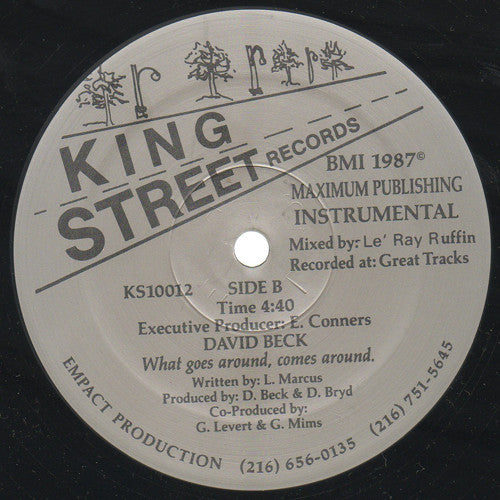 KING
STREET RECORDS
BMI 1987©
MAXIMUM PUBLISHING
INSTRUMENTAL
Mixed by: Le' Ray Ruffin
Recorded at: Great Tracks
KS10012 SIDE B
Time 4:40
Executive Producer: E. Conners
DAVID BECK
What goes around, comes around.
Written by: L. Marcus
Produced by: D. Beck & D. Bryd
Co-Produced by:
G. Levert & G. Mims
EMPACT PRODUCTION (216) 656-0135 (216) 751-5645